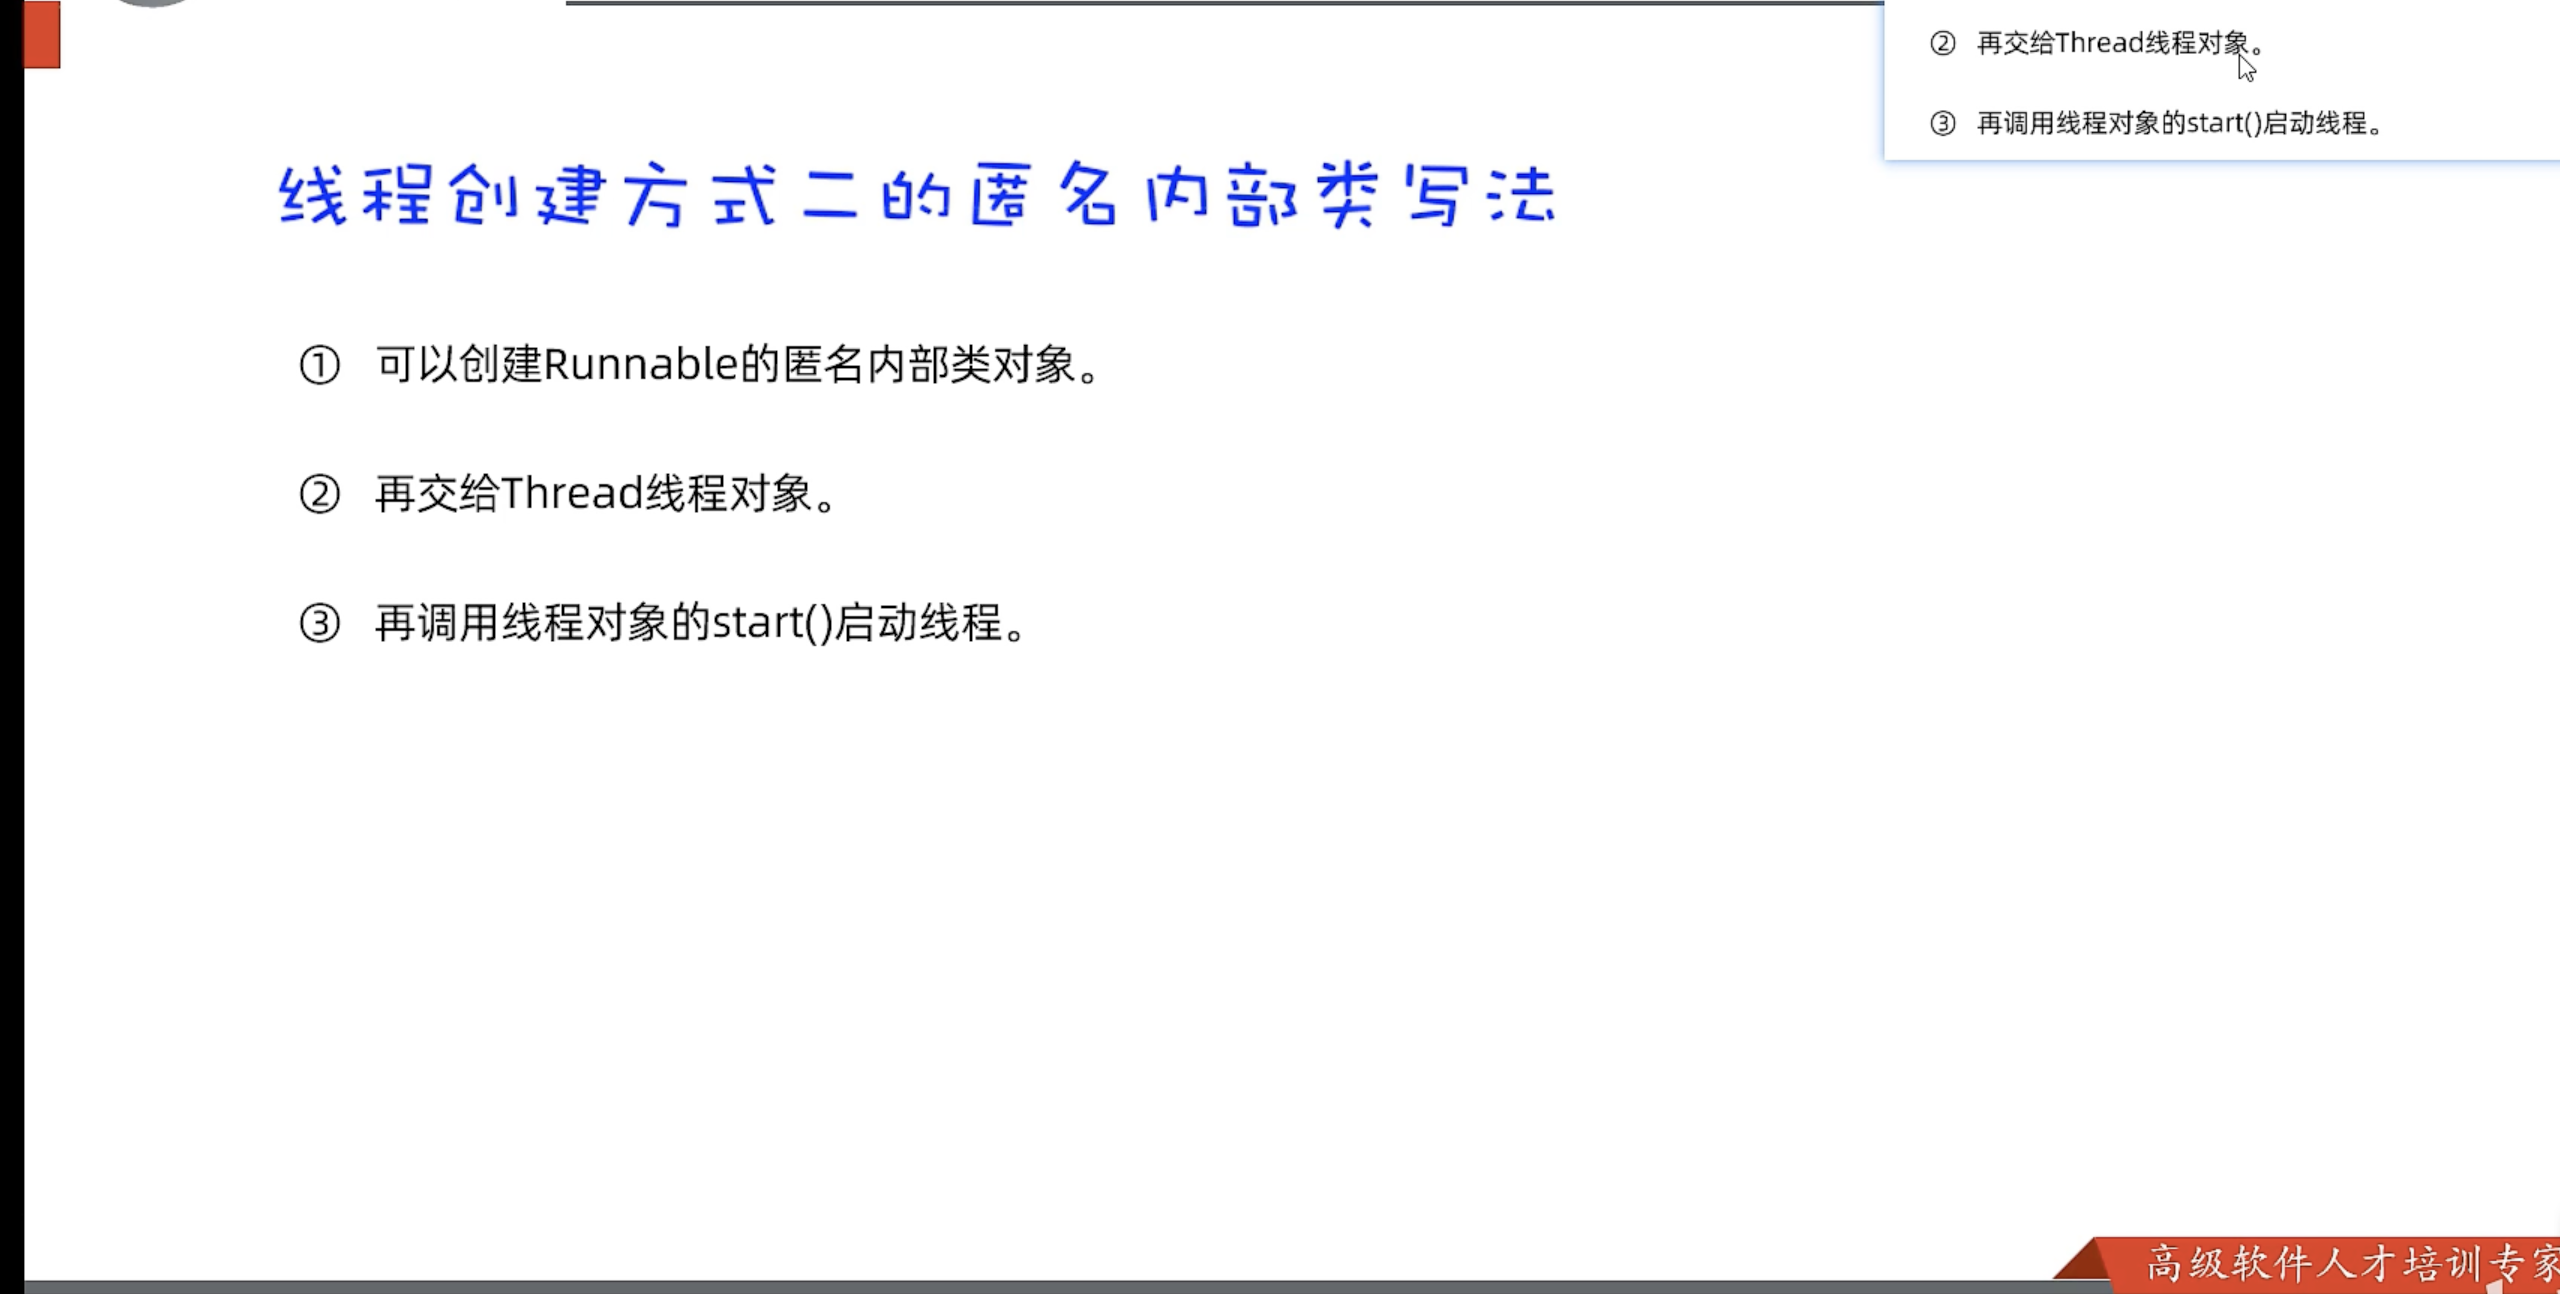 ② 再交给Thread线程对象。
③ 再调用线程对象的start()启动线程。
线程创建方式二的匿名内部类写法
① 可以创建Runnable的匿名内部类对象。
② 再交给Thread线程对象。
③ 再调用线程对象的start()启动线程。
高级软件人才培训专家